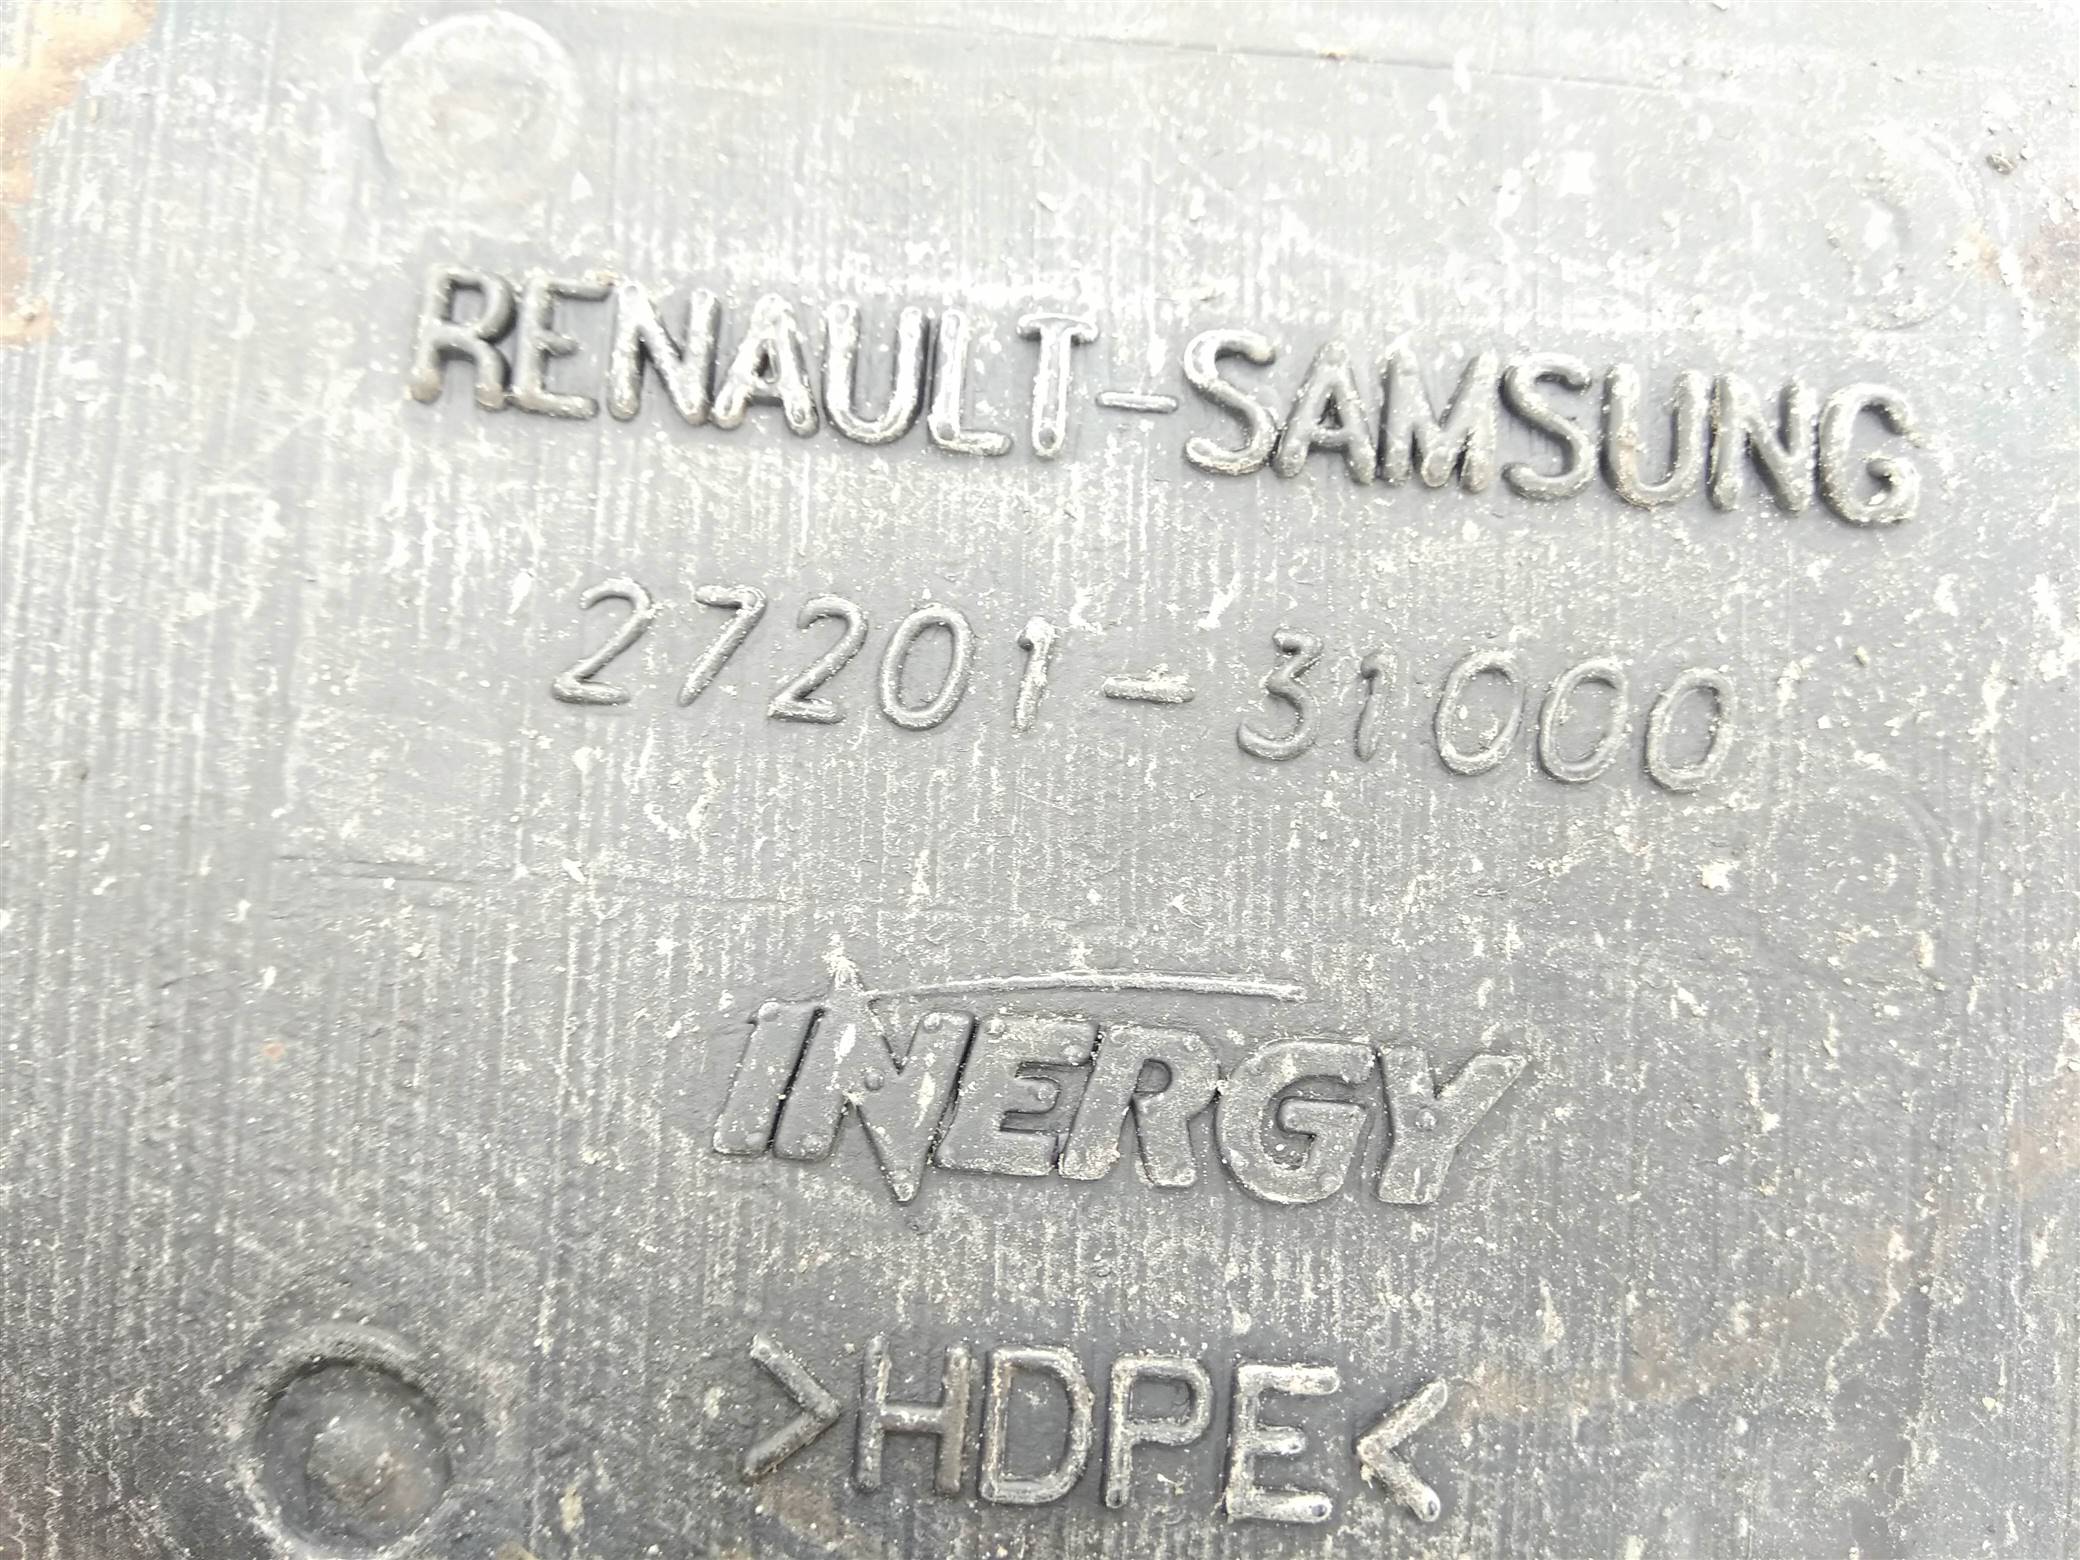 RENAULT-SAMSUNG
27201-31000
INERGY
>HDPE<